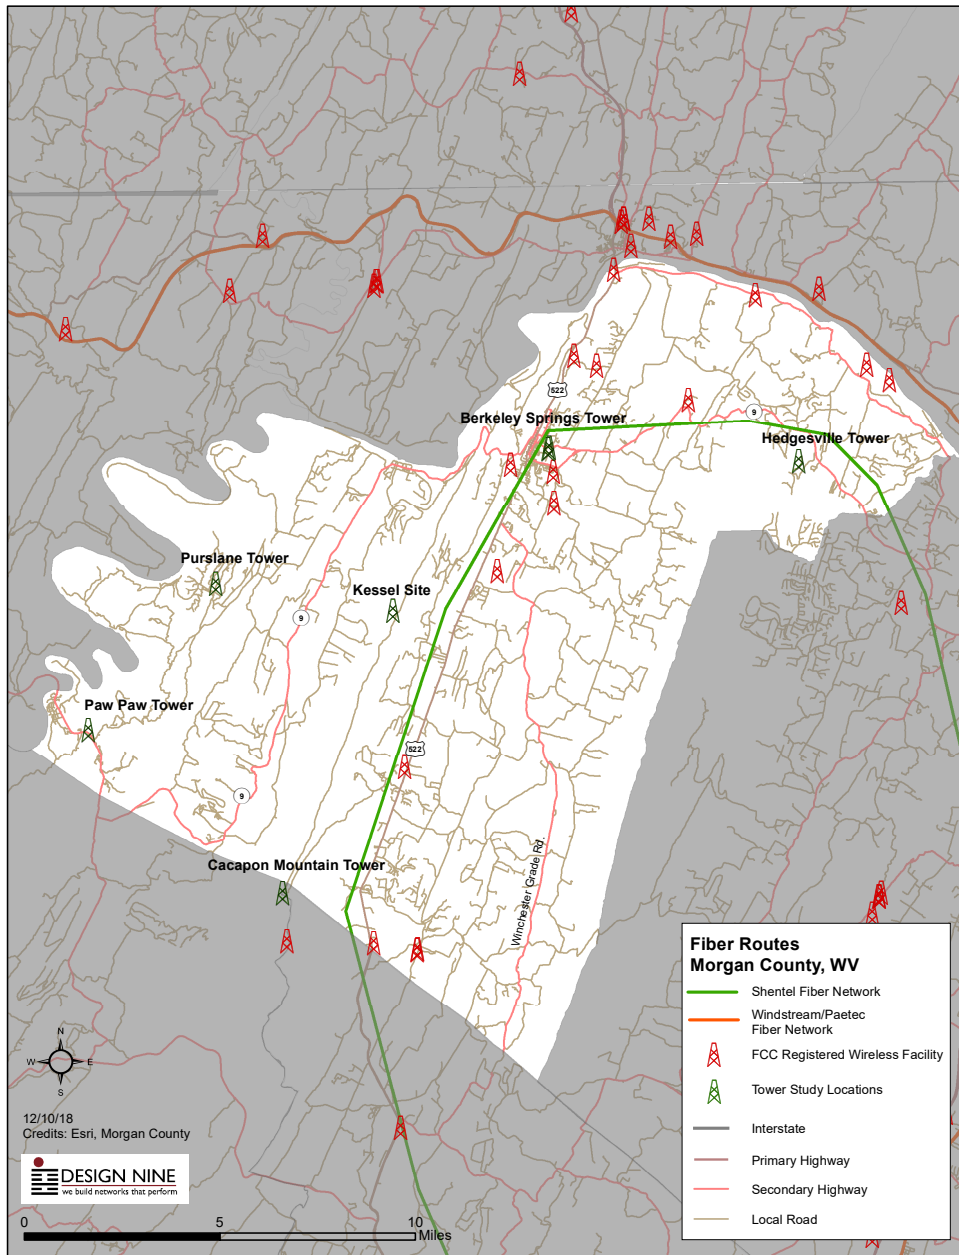 522
Berkeley Springs Tower
9
Hedgesville Tower
Purslane Tower
Kessel Site
9
Paw Paw Tower
522
9
Cacapon Mountain Tower
Winchester Grade Rd.
Fiber Routes
Morgan County, WV
Shentel Fiber Network
Windstream/Paetec
Fiber Network
FCC Registered Wireless Facility
Tower Study Locations
Interstate
Primary Highway
Secondary Highway
Local Road
N
W E
S
12/10/18
Credits: Esri, Morgan County
DESIGN NINE
we build networks that perform
0 5 10
Miles